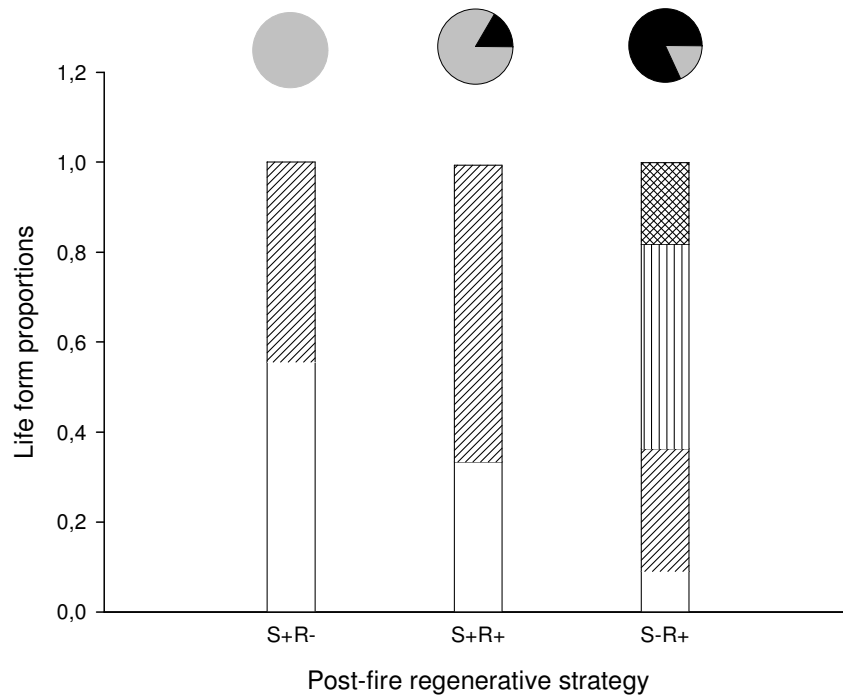 1,2
1,0
0,8
0,6
0,4
0,2
0,0
Life form proportions
S+R- S+R+ S-R+
Post-fire regenerative strategy